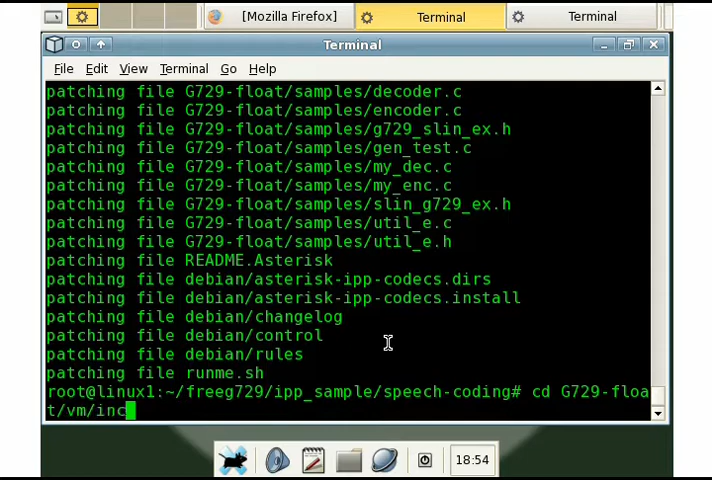 [Mozilla Firefox]
Terminal
Terminal
Terminal
File Edit View Terminal Go Help
patching file G729-float/samples/decoder.c
patching file G729-float/samples/encoder.c
patching file G729-float/samples/g729_slin_ex.h
patching file G729-float/samples/gen_test.c
patching file G729-float/samples/my_dec.c
patching file G729-float/samples/my_enc.c
patching file G729-float/samples/slin_g729_ex.h
patching file G729-float/samples/util_e.c
patching file G729-float/samples/util_e.h
patching file README.Asterisk
patching file debian/asterisk-ipp-codecs.dirs
patching file debian/asterisk-ipp-codecs.install
patching file debian/changelog
patching file debian/control
patching file debian/rules
patching file runme.sh
root@linux1:~/freeg729/ipp_sample/speech-coding# cd G729-floa
t/vm/inc
18:54